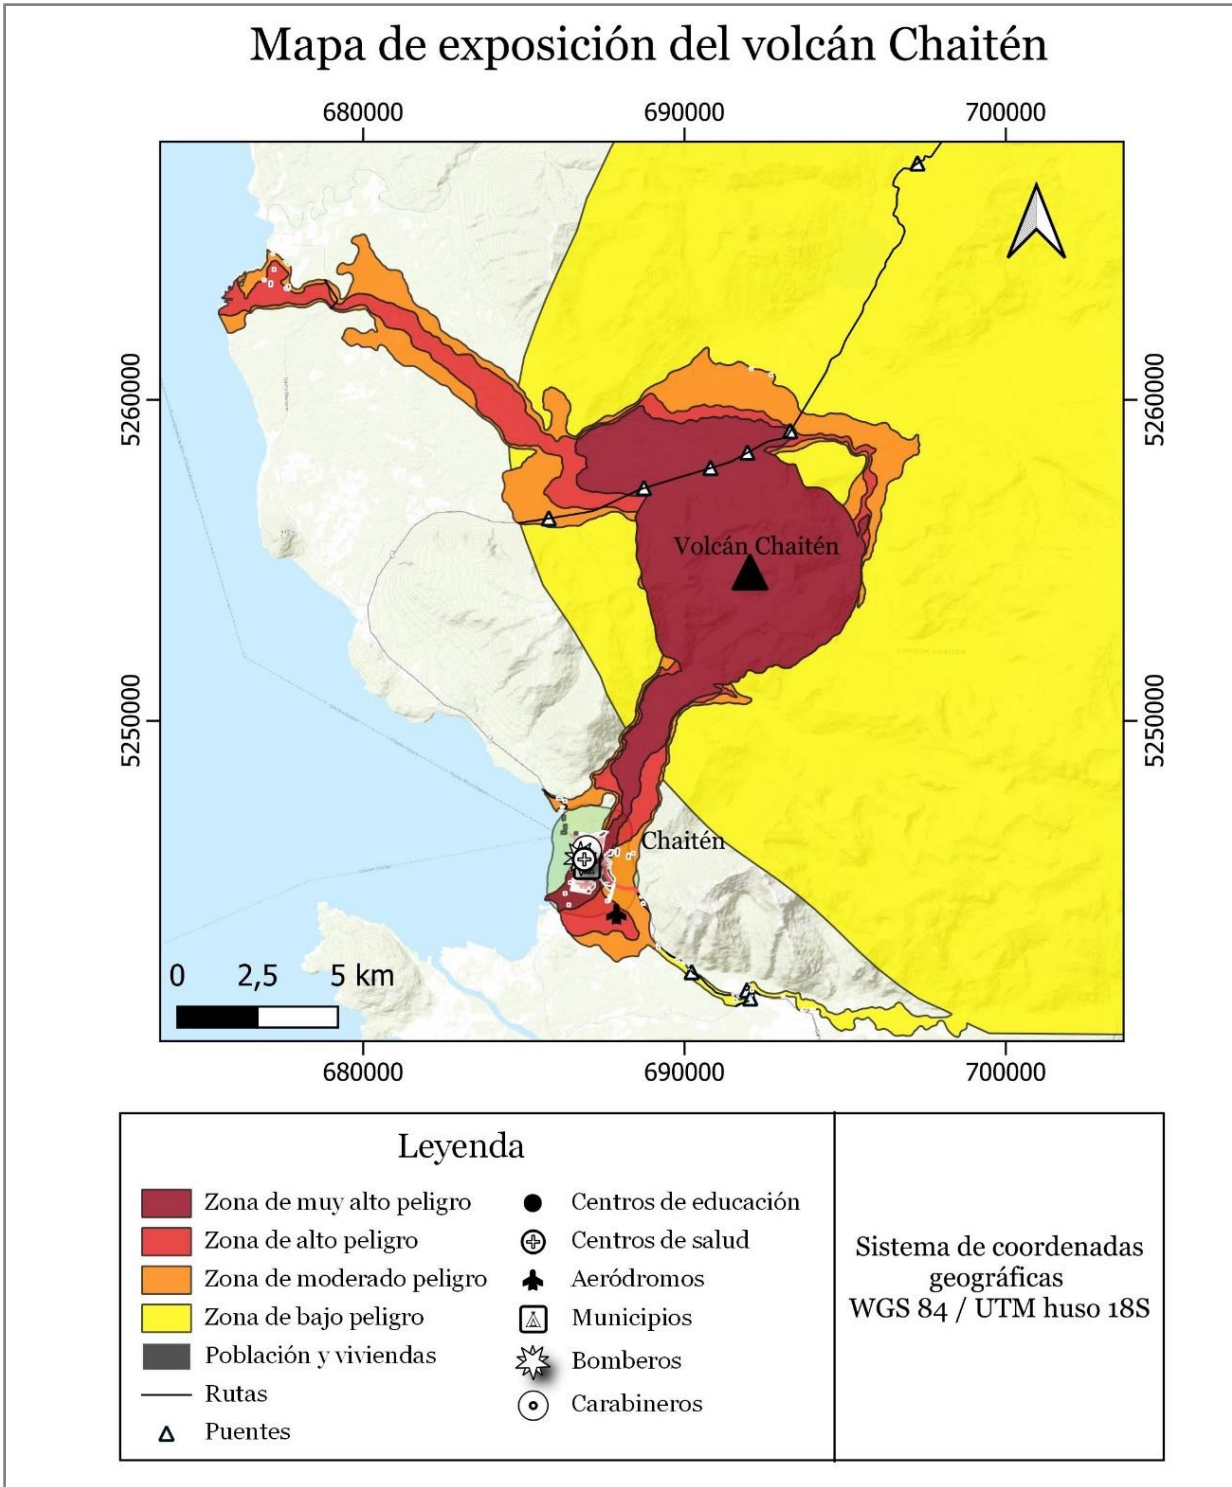 Mapa de exposición del volcán Chaitén
680000 690000 700000
5260000 5260000
Volcán Chaitén
5250000 5250000
Chaitén
0 2,5 5 km
680000 690000 700000
Leyenda
Zona de muy alto peligro
Zona de alto peligro
Zona de moderado peligro
Zona de bajo peligro
Población y viviendas
Rutas
Puentes
Centros de educación
Centros de salud
Aeródromos
Municipios
Bomberos
Carabineros
Sistema de coordenadas
geográficas
WGS 84 / UTM huso 18S